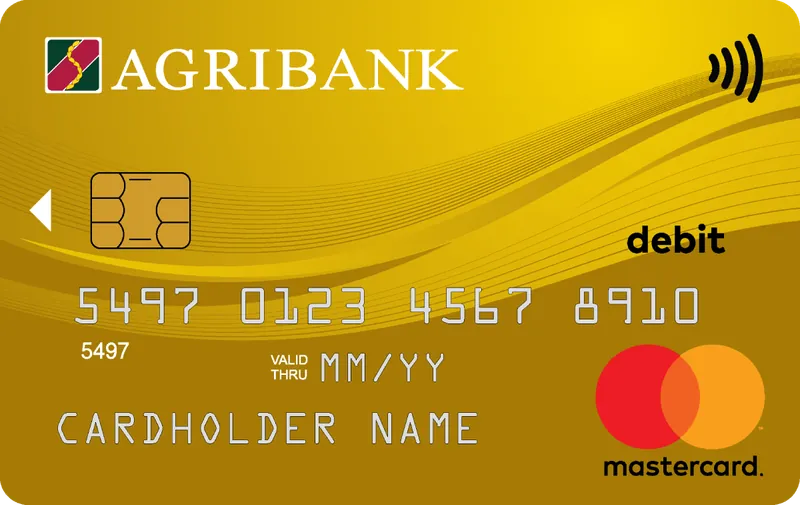 AGRIBANK
debit
5497 0123 4567 8910
5497
VALID
THRU MM/YY
CARDHOLDER NAME
mastercard.